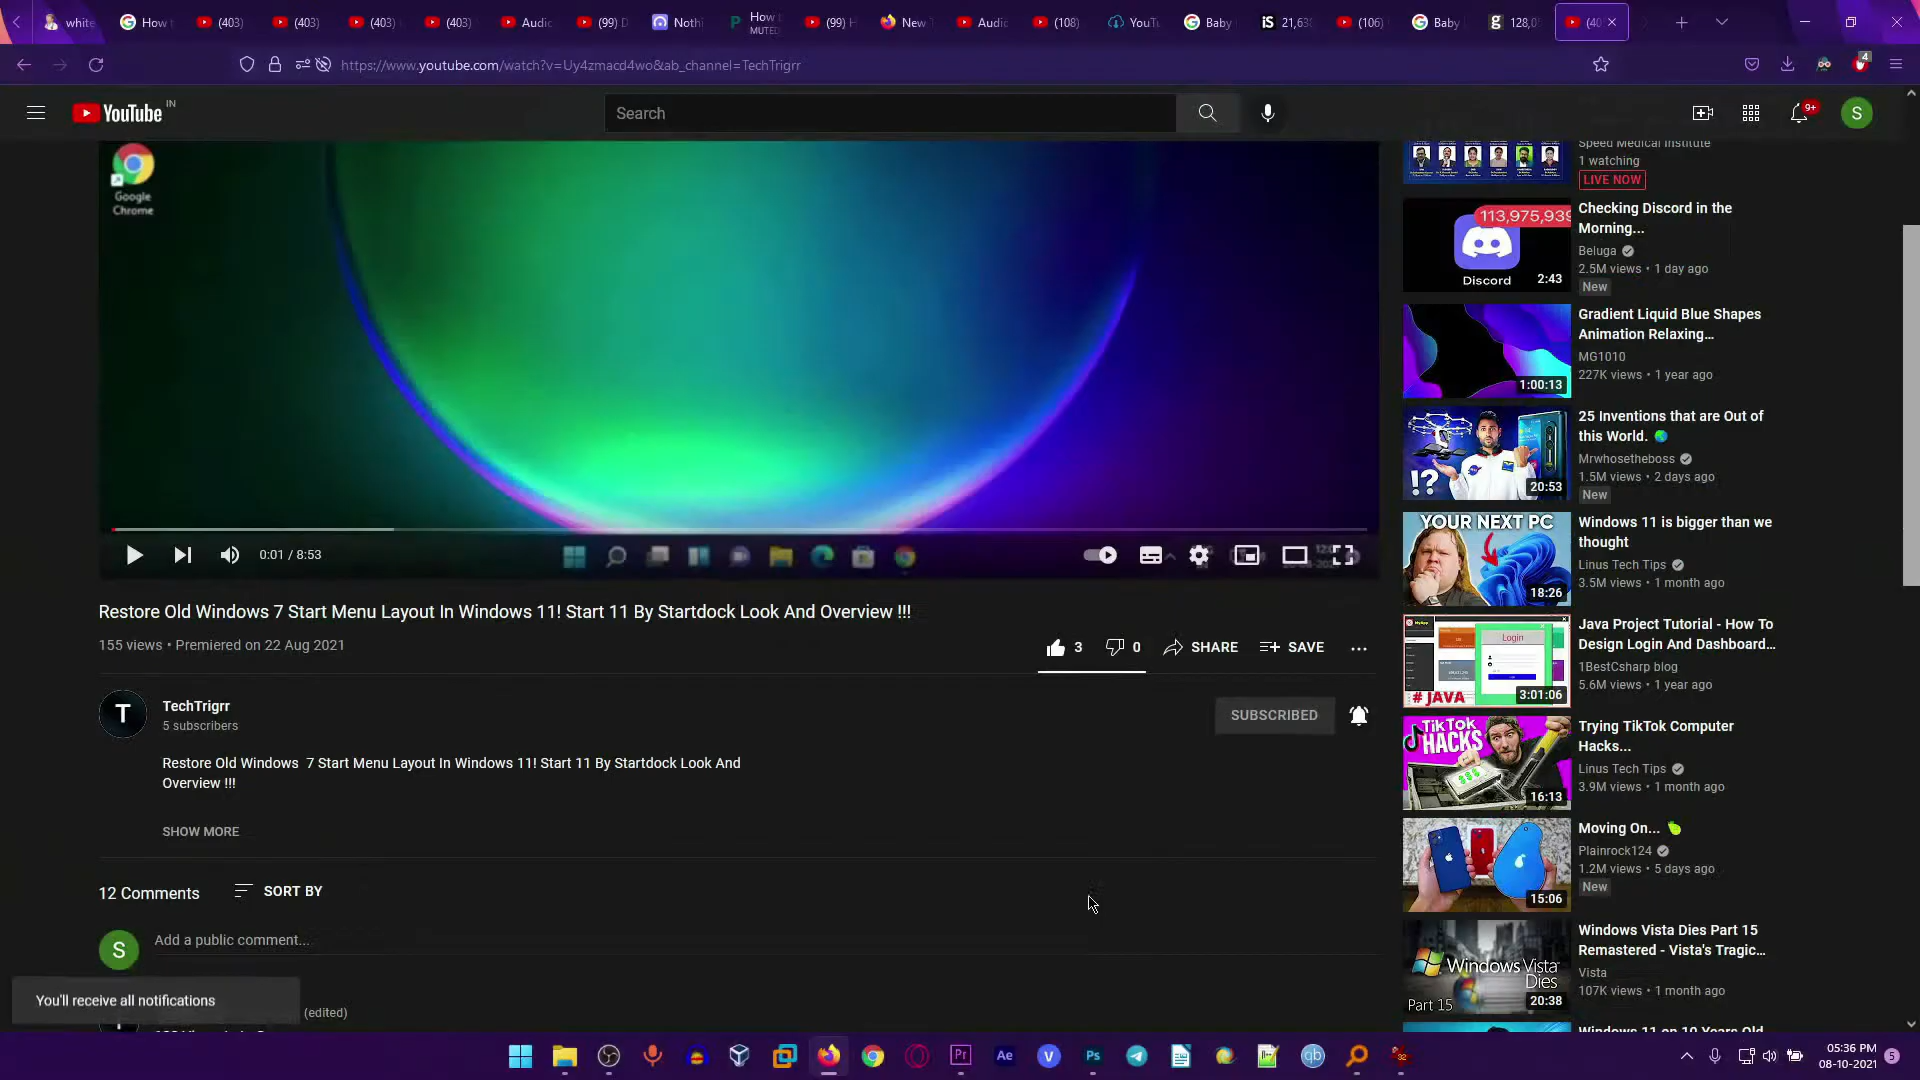 white
How t
(403)
(403)
(403)
(403)
Audio
(99) D
Nothi
How t
MUTED
(99) H
New T
Audio
(108)
YouTu
Baby
21,630
(106)
Baby
128,0
(40
https://www.youtube.com/watch?v=Uy4zmacd4wo&ab_channel=TechTrigrr
4
YouTube IN
Search
9+
S
Google
Chrome
0:01 / 8:53
Restore Old Windows 7 Start Menu Layout In Windows 11! Start 11 By Startdock Look And Overview !!!
155 views • Premiered on 22 Aug 2021
3
0
SHARE
SAVE
T
TechTrigrr
5 subscribers
SUBSCRIBED
Restore Old Windows 7 Start Menu Layout In Windows 11! Start 11 By Startdock Look And
Overview !!!
SHOW MORE
12 Comments
SORT BY
S
Add a public comment...
You'll receive all notifications
(edited)
Speed Medical Institute
1 watching
LIVE NOW
113,975,939
Discord
2:43
Checking Discord in the
Morning...
Beluga
2.5M views • 1 day ago
New
1:00:13
Gradient Liquid Blue Shapes
Animation Relaxing...
MG1010
227K views • 1 year ago
!?
20:53
25 Inventions that are Out of
this World.
Mrwhosetheboss
1.5M views • 2 days ago
New
YOUR NEXT PC
18:26
Windows 11 is bigger than we
thought
Linus Tech Tips
3.5M views • 1 month ago
Login
# JAVA
3:01:06
Java Project Tutorial - How To
Design Login And Dashboard...
1BestCsharp blog
5.6M views • 1 year ago
TIKTOK
HACKS
$$$
16:13
Trying TikTok Computer
Hacks...
Linus Tech Tips
3.9M views • 1 month ago
15:06
Moving On...
Plainrock124
1.2M views • 5 days ago
New
Windows Vista
Dies
Part 15
20:38
Windows Vista Dies Part 15
Remastered - Vista's Tragic...
Vista
107K views • 1 month ago
Windows 11 on 10 Years Old
Pr
Ae
V
Ps
qb
05:36 PM
08-10-2021
5